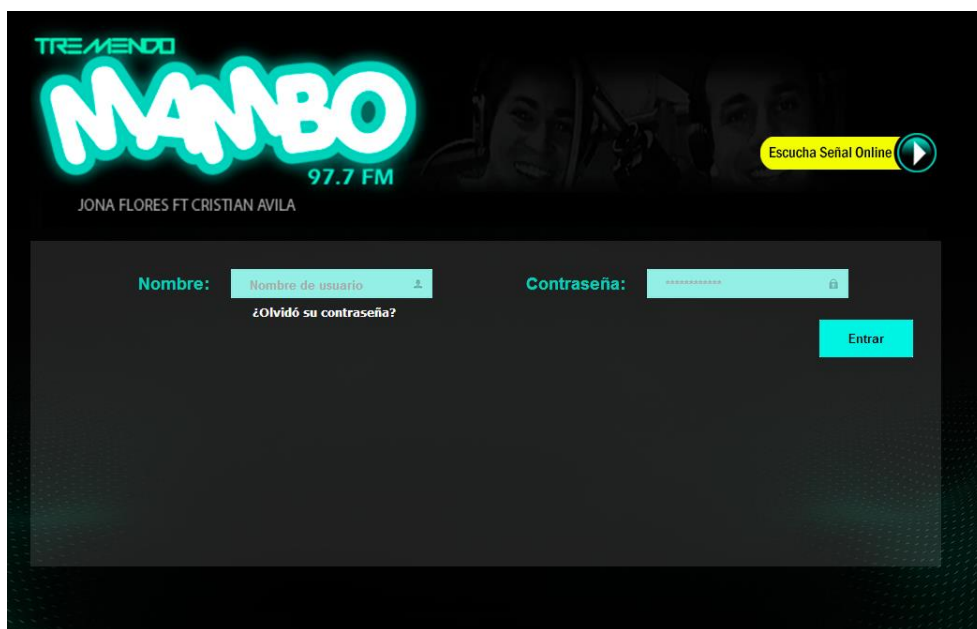 TREMENDO
MAMBO
97.7 FM
JONA FLORES FT CRISTIAN AVILA
Escucha Señal Online
Nombre:
Nombre de usuario
Contraseña:
************
¿Olvidó su contraseña?
Entrar